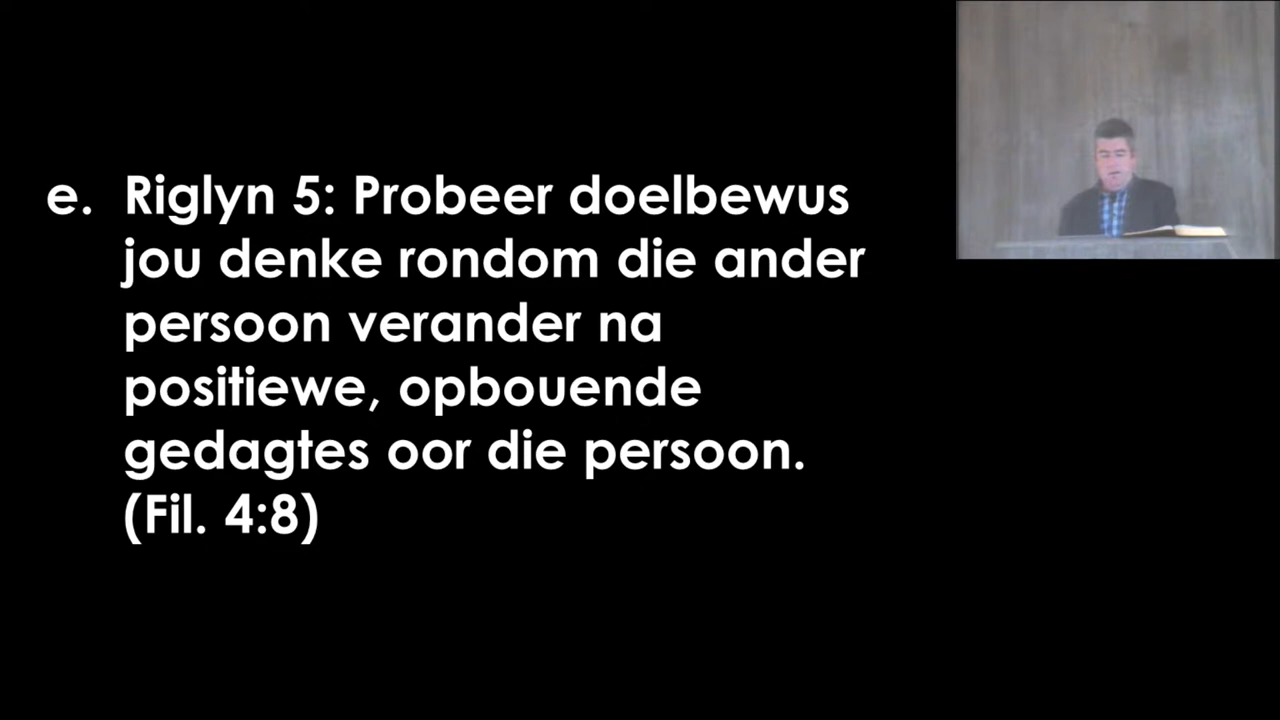 e. Riglyn 5: Probeer doelbewus
jou denke rondom die ander
persoon verander na
positiewe, opbouende
gedagtes oor die persoon.
(Fil. 4:8)